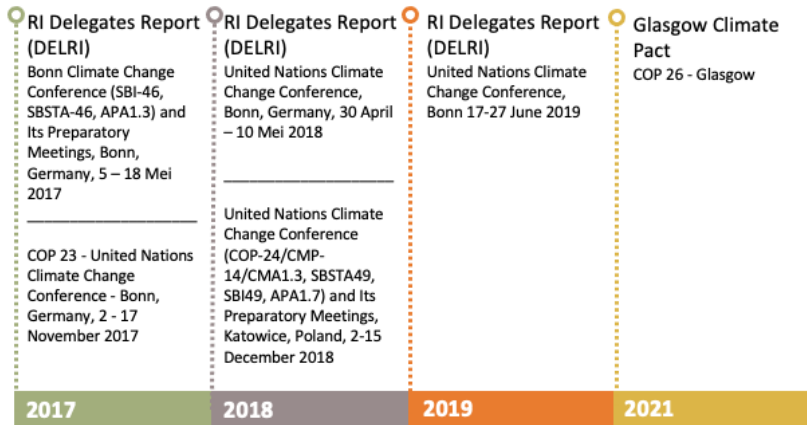 RI Delegates Report
(DELRI)
Bonn Climate Change
Conference (SBI-46,
SBSTA-46, APA1.3) and
Its Preparatory
Meetings, Bonn,
Germany, 5 – 18 Mei
2017
COP 23 - United Nations
Climate Change
Conference - Bonn,
Germany, 2 - 17
November 2017
2017
RI Delegates Report
(DELRI)
United Nations Climate
Change Conference,
Bonn, Germany, 30 April
– 10 Mei 2018
United Nations Climate
Change Conference
(COP-24/CMP-
14/CMA1.3, SBSTA49,
SBI49, APA1.7) and Its
Preparatory Meetings,
Katowice, Poland, 2-15
December 2018
2018
RI Delegates Report
(DELRI)
United Nations Climate
Change Conference,
Bonn 17-27 June 2019
2019
Glasgow Climate
Pact
COP 26 - Glasgow
2021